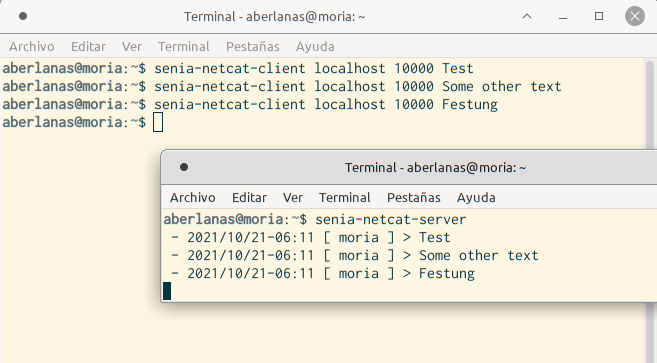 Terminal - aberlanas@moria: ~
Archivo Editar Ver Terminal Pestañas Ayuda
aberlanas@moria:~$ senia-netcat-client localhost 10000 Test
aberlanas@moria:~$ senia-netcat-client localhost 10000 Some other text
aberlanas@moria:~$ senia-netcat-client localhost 10000 Festung
aberlanas@moria:~$
Terminal - aberlanas@moria: ~
Archivo Editar Ver Terminal Pestañas Ayuda
aberlanas@moria:~$ senia-netcat-server
- 2021/10/21-06:11 [ moria ] > Test
- 2021/10/21-06:11 [ moria ] > Some other text
- 2021/10/21-06:11 [ moria ] > Festung